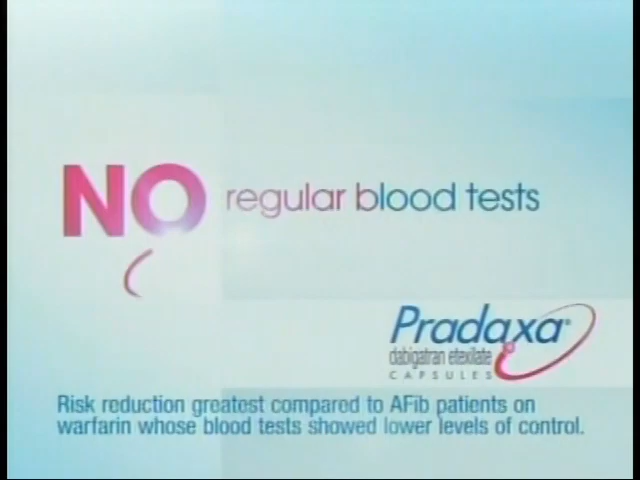 NO regular blood tests
Pradaxa®
dabigatran etexilate
CAPSULES
Risk reduction greatest compared to AFib patients on
warfarin whose blood tests showed lower levels of control.